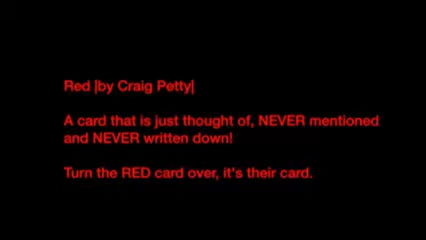 Red |by Craig Petty|
A card that is just thought of, NEVER mentioned
and NEVER written down!
Turn the RED card over, it's their card.